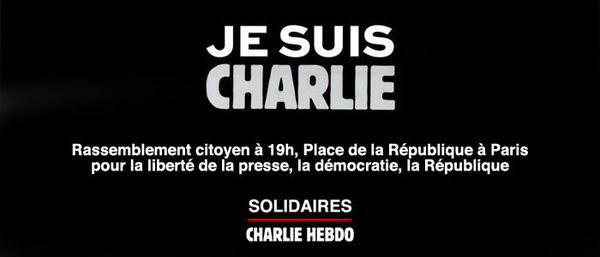 JE SUIS
CHARLIE
Rassemblement citoyen à 19h, Place de la République à Paris
pour la liberté de la presse, la démocratie, la République
SOLIDAIRES
CHARLIE HEBDO